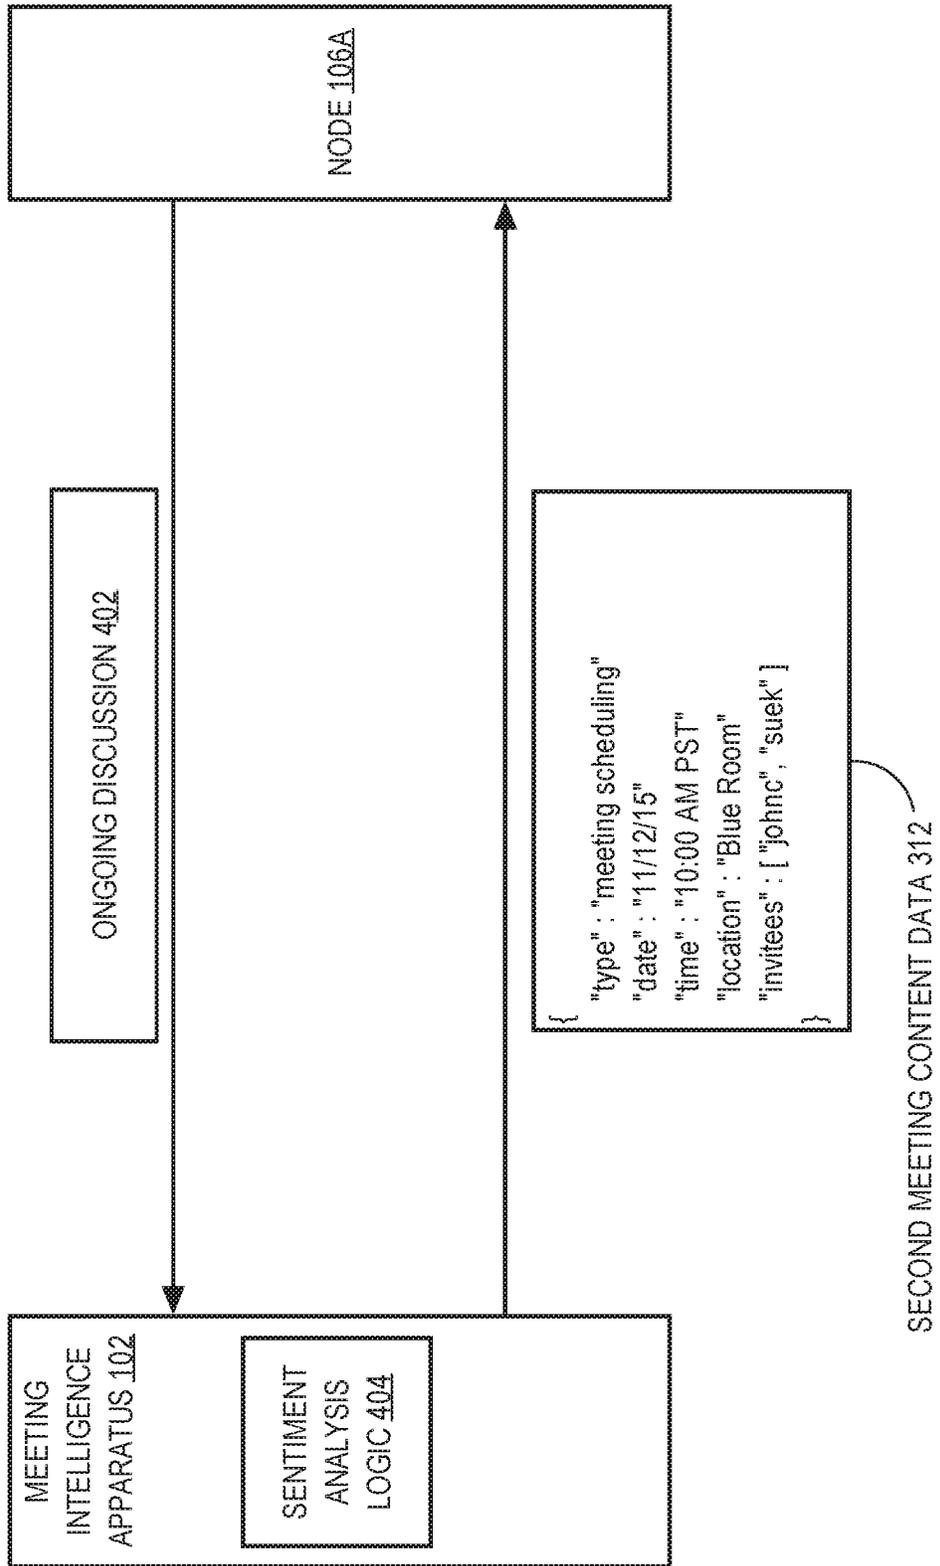 MEETING
INTELLIGENCE
APPARATUS 102
SENTIMENT
ANALYSIS
LOGIC 404
ONGOING DISCUSSION 402
NODE 106A
{
"type" : "meeting scheduling"
"date" : "11/12/15"
"time" : "10:00 AM PST"
"location" : "Blue Room"
"invitees" : [ "johnc", "suek" ]
}
SECOND MEETING CONTENT DATA 312